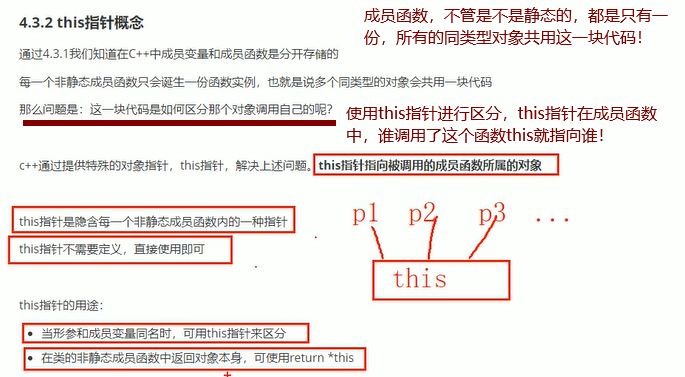 4.3.2 this指针概念
成员函数，不管是不是静态的，都是只有一
份，所有的同类型对象共用这一块代码！
通过4.3.1我们知道在C++中成员变量和成员函数是分开存储的
每一个非静态成员函数只会诞生一份函数实例，也就是说多个同类型的对象会共用一块代码
那么问题是：这一块代码是如何区分那个对象调用自己的呢？
使用this指针进行区分，this指针在成员函数
中，谁调用了这个函数this就指向谁！
c++通过提供特殊的对象指针，this指针，解决上述问题。this指针指向被调用的成员函数所属的对象
p1 p2 p3 ...
this指针是隐含每一个非静态成员函数内的一种指针
this指针不需要定义，直接使用即可
this
this指针的用途：
• 当形参和成员变量同名时，可用this指针来区分
• 在类的非静态成员函数中返回对象本身，可使用return *this